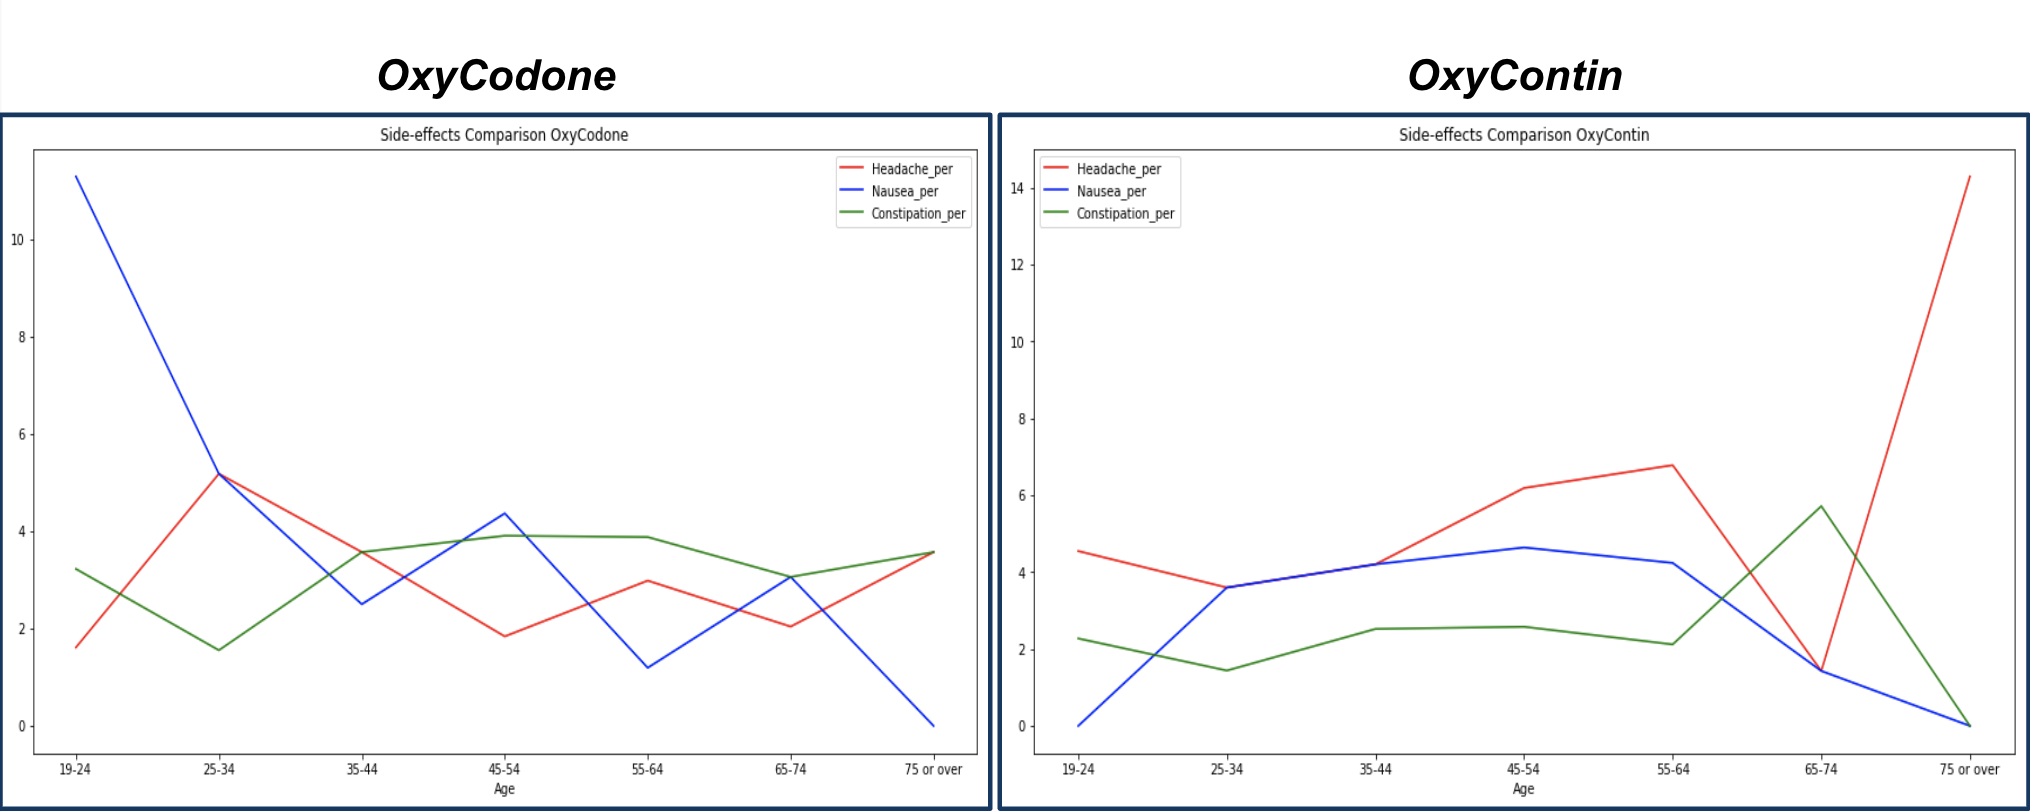 OxyCodone
OxyContin
Side-effects Comparison OxyCodone
Headache_per
Nausea_per
Constipation_per
10
8
6
4
2
0
19-24 25-34 35-44 45-54 55-64 65-74 75 or over
Age
Side-effects Comparison OxyContin
Headache_per
Nausea_per
Constipation_per
14
12
10
8
6
4
2
0
19-24 25-34 35-44 45-54 55-64 65-74 75 or over
Age